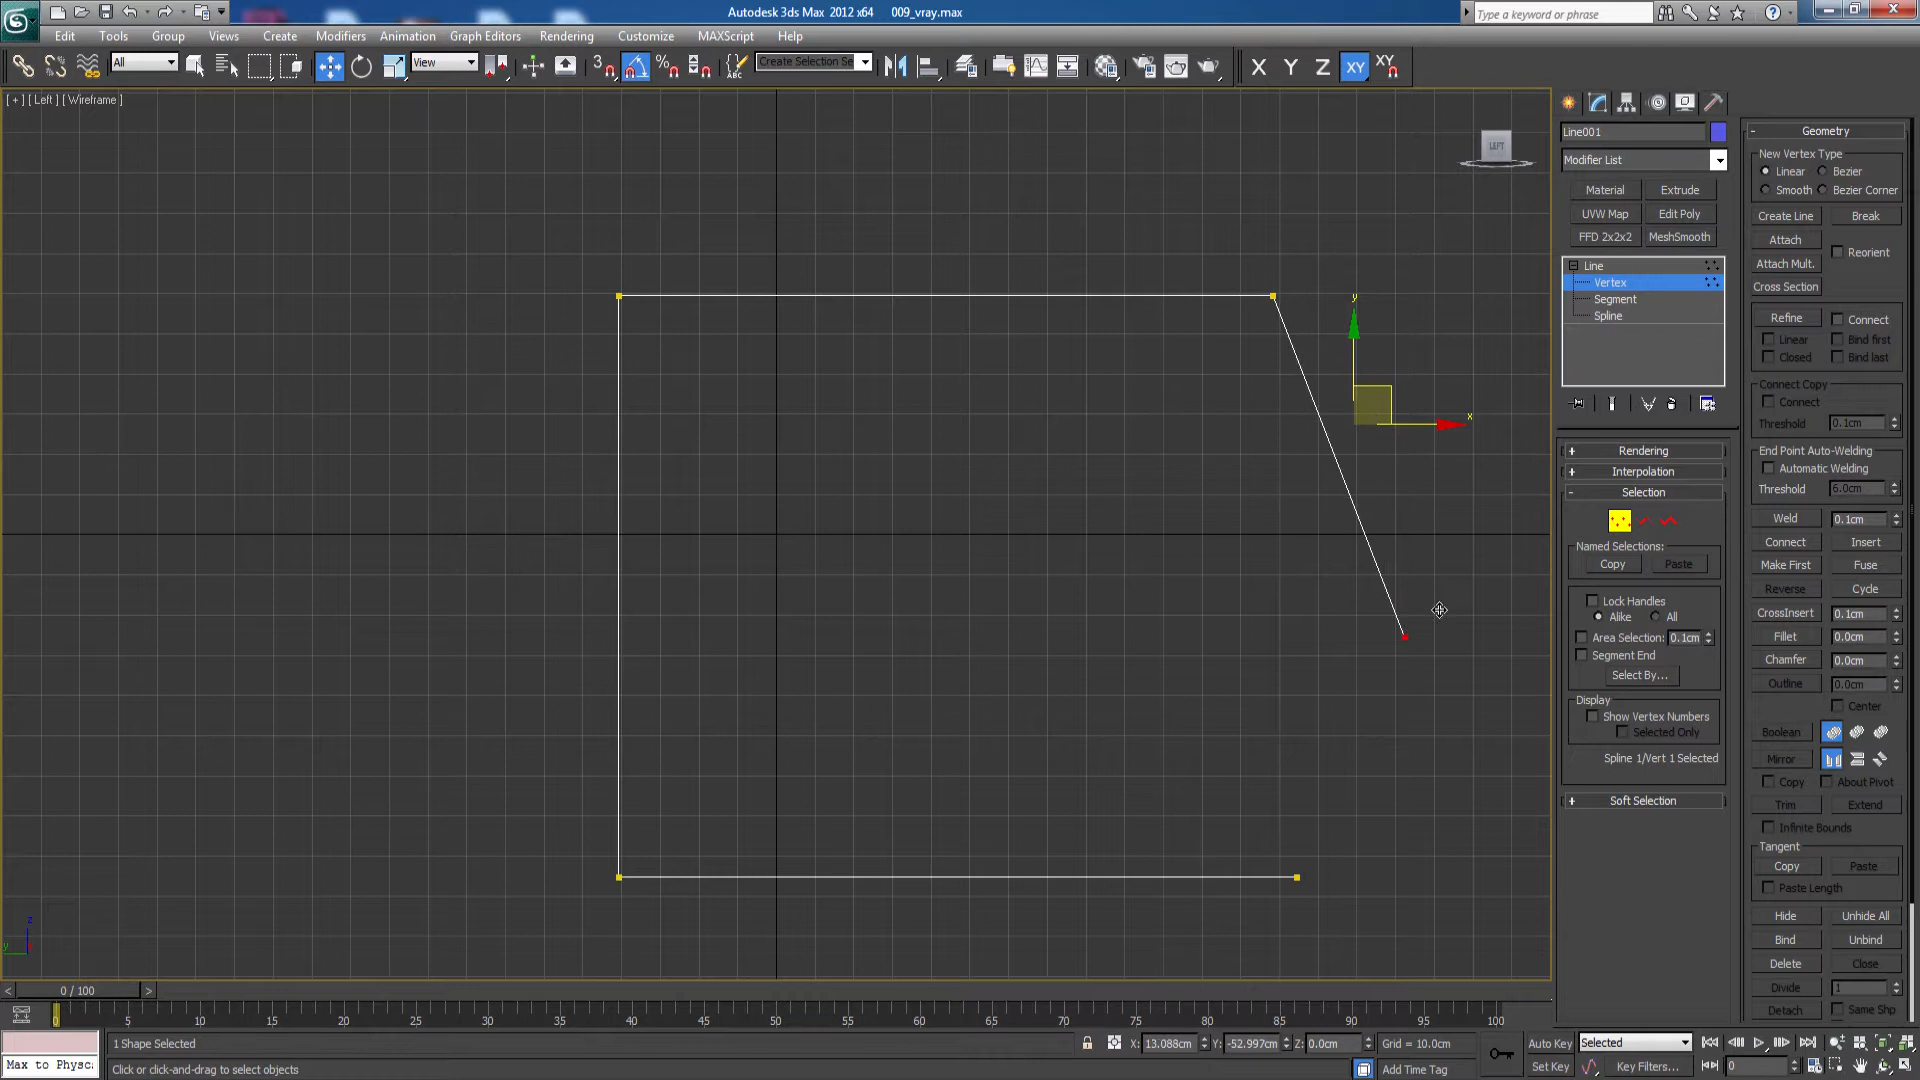 Autodesk 3ds Max 2012 x64 009_vray.max
Type a keyword or phrase
Edit Tools Group Views Create Modifiers Animation Graph Editors Rendering Customize MAXScript Help
All View Create Selection Se X Y Z XY XY
[ + ] [ Left ] [ Wireframe ]
LEFT
y
x
z
y
Line001
Modifier List
Material Extrude
UVW Map Edit Poly
FFD 2x2x2 MeshSmooth
Line
Vertex
Segment
Spline
Rendering
Interpolation
Selection
Named Selections:
Copy Paste
Lock Handles
Alike All
Area Selection: 0.1cm
Segment End
Select By...
Display
Show Vertex Numbers
Selected Only
Spline 1/Vert 1 Selected
Soft Selection
Geometry
New Vertex Type
Linear Bezier
Smooth Bezier Corner
Create Line Break
Attach Reorient
Attach Mult.
Cross Section
Refine Connect
Linear Bind first
Closed Bind last
Connect Copy
Connect
Threshold 0.1cm
End Point Auto-Welding
Automatic Welding
Threshold 6.0cm
Weld 0.1cm
Connect Insert
Make First Fuse
Reverse Cycle
CrossInsert 0.1cm
Fillet 0.0cm
Chamfer 0.0cm
Outline 0.0cm
Center
Boolean
Mirror
Copy About Pivot
Trim Extend
Infinite Bounds
Tangent
Copy Paste
Paste Length
Hide Unhide All
Bind Unbind
Delete Close
Divide 1
Detach Same Shp
< 0 / 100 >
0 5 10 15 20 25 30 35 40 45 50 55 60 65 70 75 80 85 90 95 100
1 Shape Selected X: 13.088cm Y: -52.997cm Z: 0.0cm Grid = 10.0cm Auto Key Selected
Max to Physc: Click or click-and-drag to select objects Add Time Tag Set Key Key Filters... 0